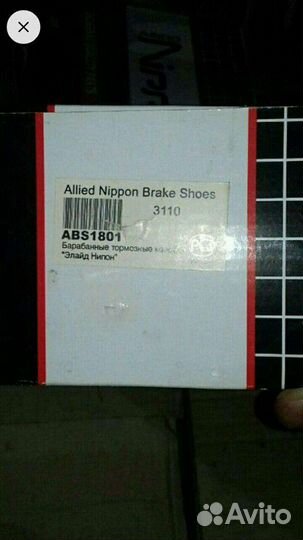 Allied Nippon Brake Shoes
3110
ABS1801
Барабанные тормозные
"Элайд Нипон"
Avito